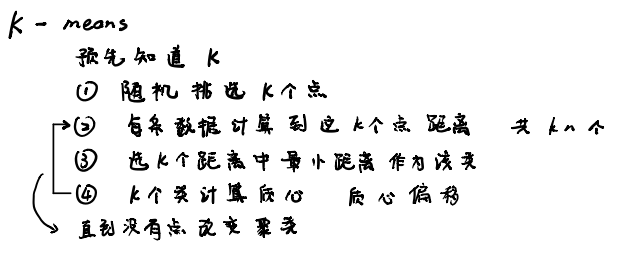 K - means
预先知道 K
① 随机挑选 K个点
② 每条数据计算到这K个点 距离 共 kn 个
③ 选K个距离中最小距离 作为该类
④ K个类计算质心 质心偏移
直到没有点改变聚类